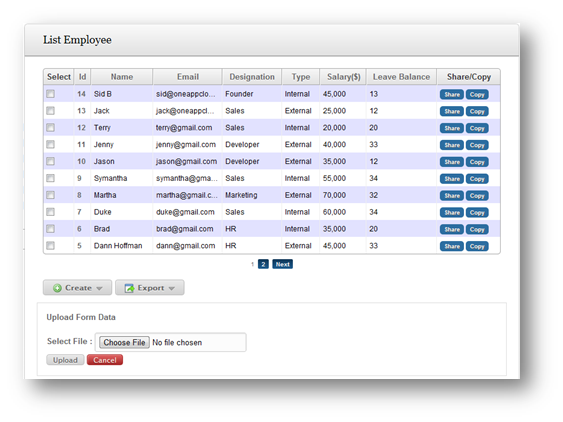 List Employee
Select Id Name Email Designation Type Salary($) Leave Balance Share/Copy
14 Sid B sid@oneappclo... Founder Internal 45,000 13 Share Copy
13 Jack jack@oneappcl... Sales External 25,000 12 Share Copy
12 Terry terry@gmail.com Sales Internal 20,000 20 Share Copy
11 Jenny jenny@gmail.com Developer External 40,000 33 Share Copy
10 Jason jason@gmail.com Developer External 35,000 12 Share Copy
9 Symantha symantha@gma... Sales Internal 55,000 34 Share Copy
8 Martha martha@gmail.c... Marketing External 70,000 32 Share Copy
7 Duke duke@gmail.com Sales Internal 60,000 34 Share Copy
6 Brad brad@gmail.com HR Internal 35,000 20 Share Copy
5 Dann Hoffman dann@gmail.com HR External 45,000 33 Share Copy
1 2 Next
Create Export
Upload Form Data
Select File : Choose File No file chosen
Upload Cancel